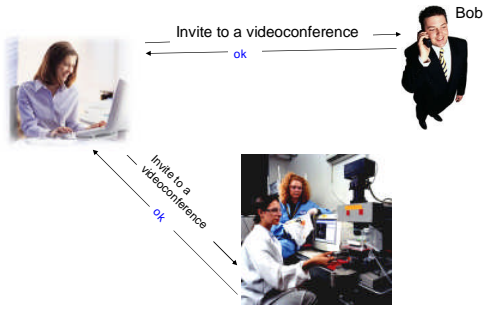 Bob
Invite to a videoconference
ok
Invite to a
videoconference
ok